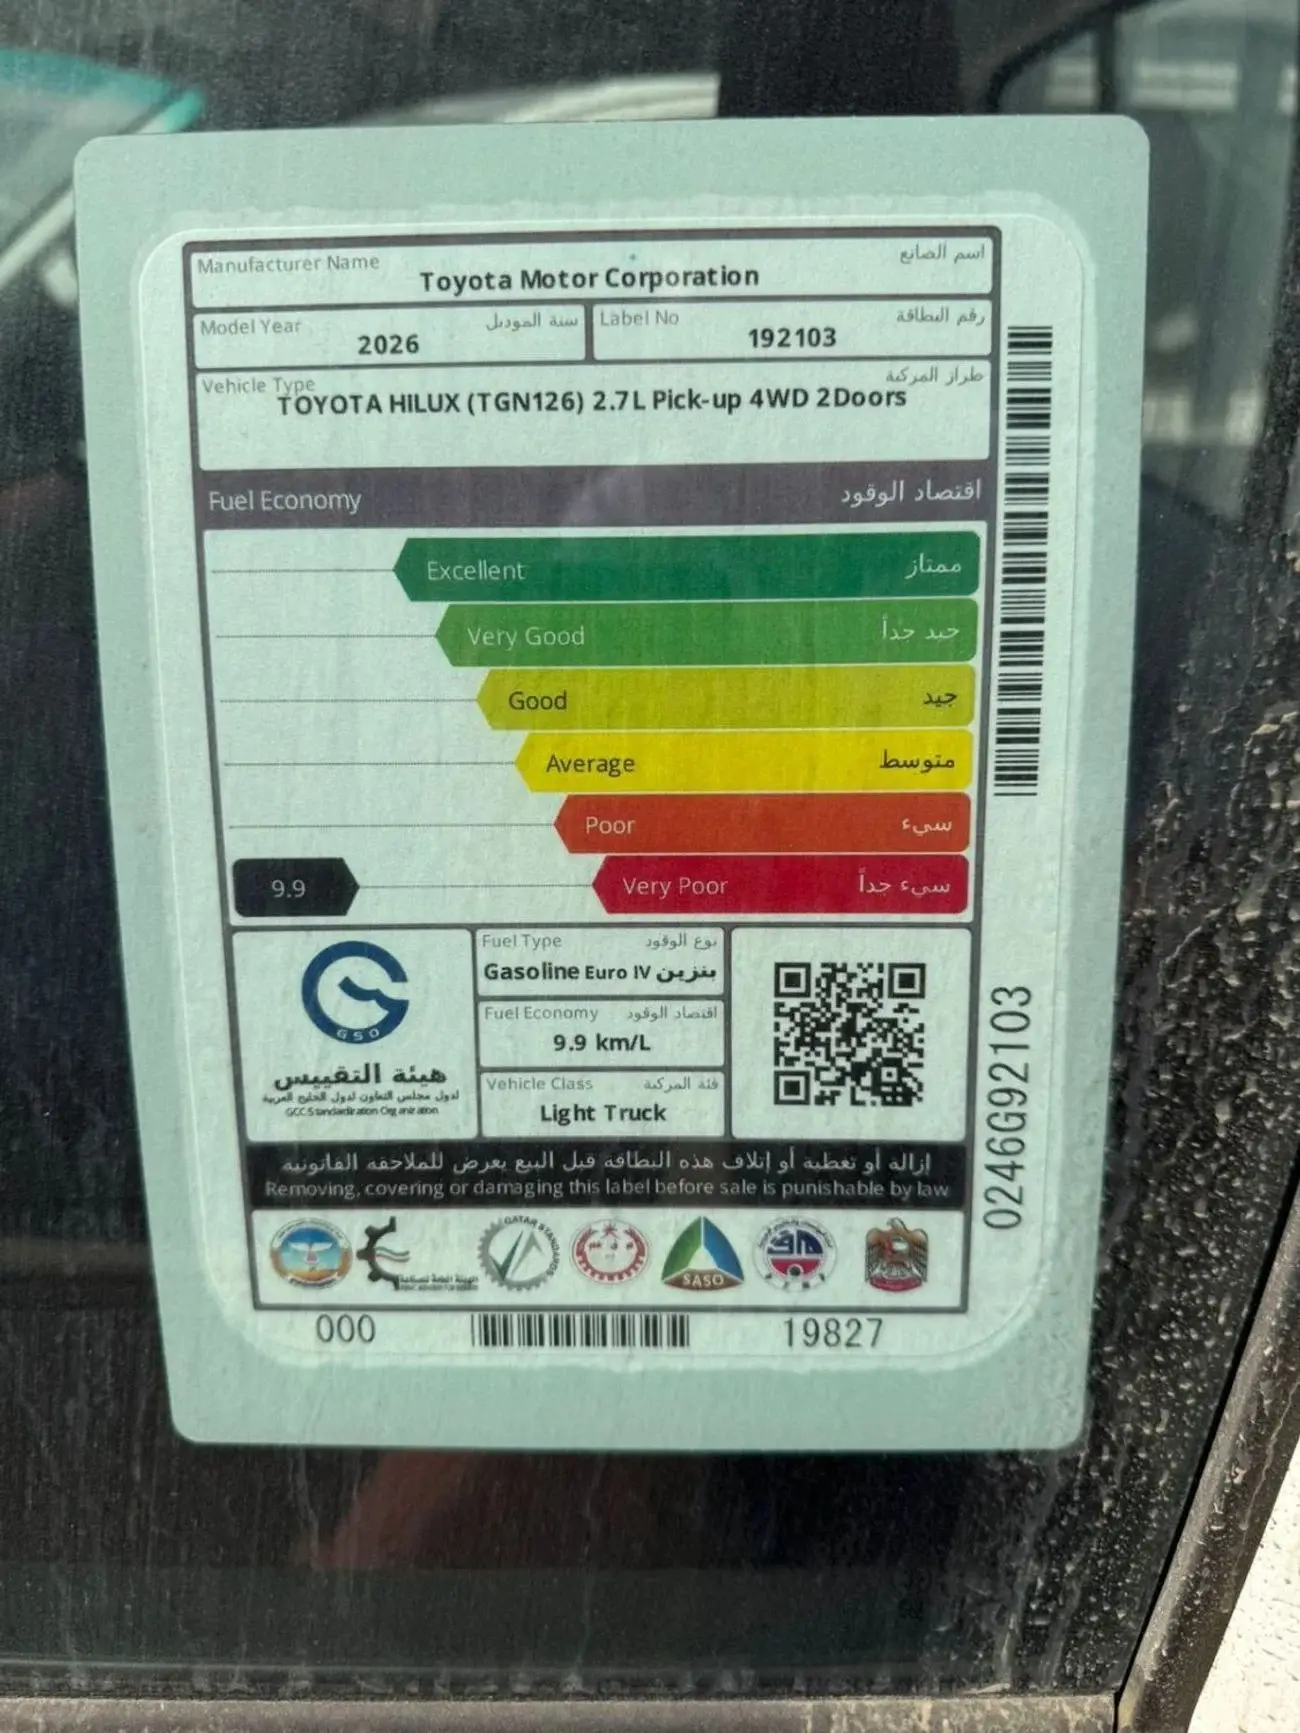 Manufacturer Name اسم الصانع
Toyota Motor Corporation
Model Year سنة الموديل
2026
Label No رقم البطاقة
192103
Vehicle Type طراز المركبة
TOYOTA HILUX (TGN126) 2.7L Pick-up 4WD 2Doors
Fuel Economy اقتصاد الوقود
Excellent ممتاز
Very Good جيد جداً
Good جيد
Average متوسط
Poor سيء
9.9 Very Poor سيء جداً
GSO
هيئة التقييس
لدول مجلس التعاون لدول الخليج العربية
GCC Standardization Organization
Fuel Type نوع الوقود
Gasoline Euro IV بنزين
Fuel Economy اقتصاد الوقود
9.9 km/L
Vehicle Class فئة المركبة
Light Truck
إزالة أو تغطية أو إتلاف هذه البطاقة قبل البيع يعرض للملاحقة القانونية
Removing, covering or damaging this label before sale is punishable by law
QATAR STANDARDS
SASO
000 19827
0246G92103